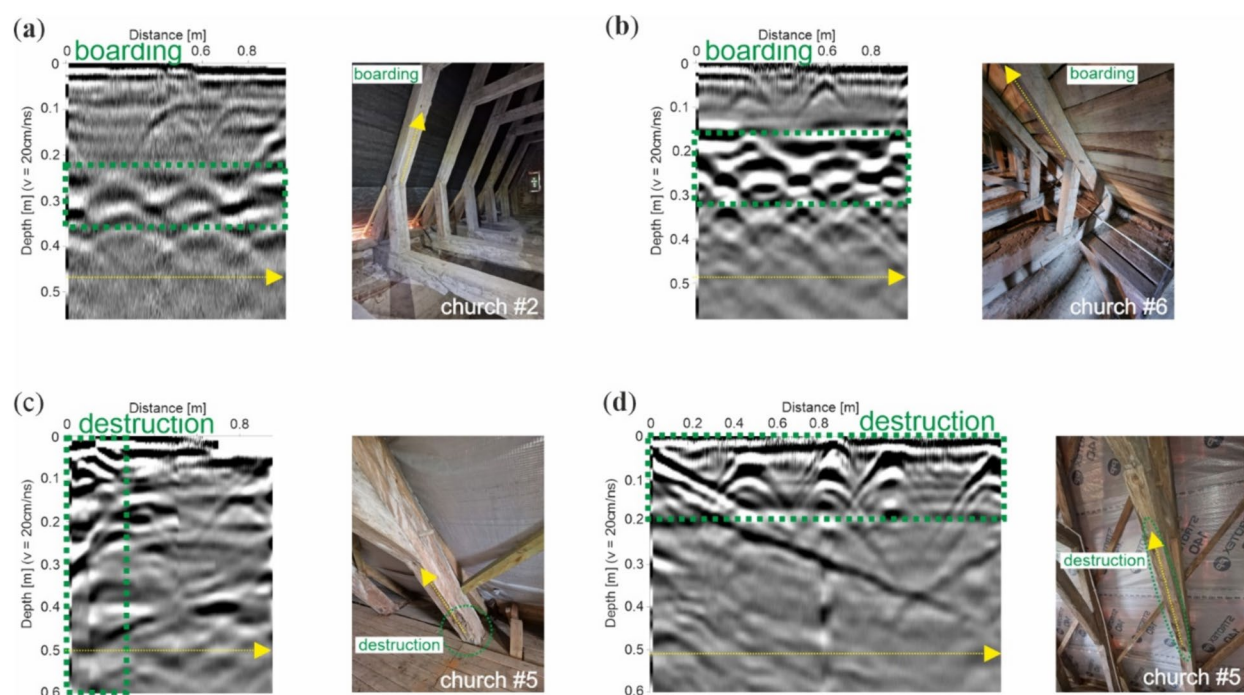 (a)
Distance [m]
boarding
0 0.6 0.8
0
0.1
0.2
0.3
0.4
0.5
Depth [m] (v = 20cm/ns)
boarding
church #2
(b)
Distance [m]
boarding
0 0.6 0.8
0
0.1
0.2
0.3
0.4
0.5
Depth [m] (v = 20cm/ns)
boarding
church #6
(c)
Distance [m]
0 0.8
destruction
0
0.1
0.2
0.3
0.4
0.5
0.6
Depth [m] (v = 20cm/ns)
destruction
church #5
(d)
Distance [m]
destruction
0 0.2 0.4 0.6 0.8
0
0.1
0.2
0.3
0.4
0.5
0.6
Depth [m] (v = 20cm/ns)
destruction
church #5